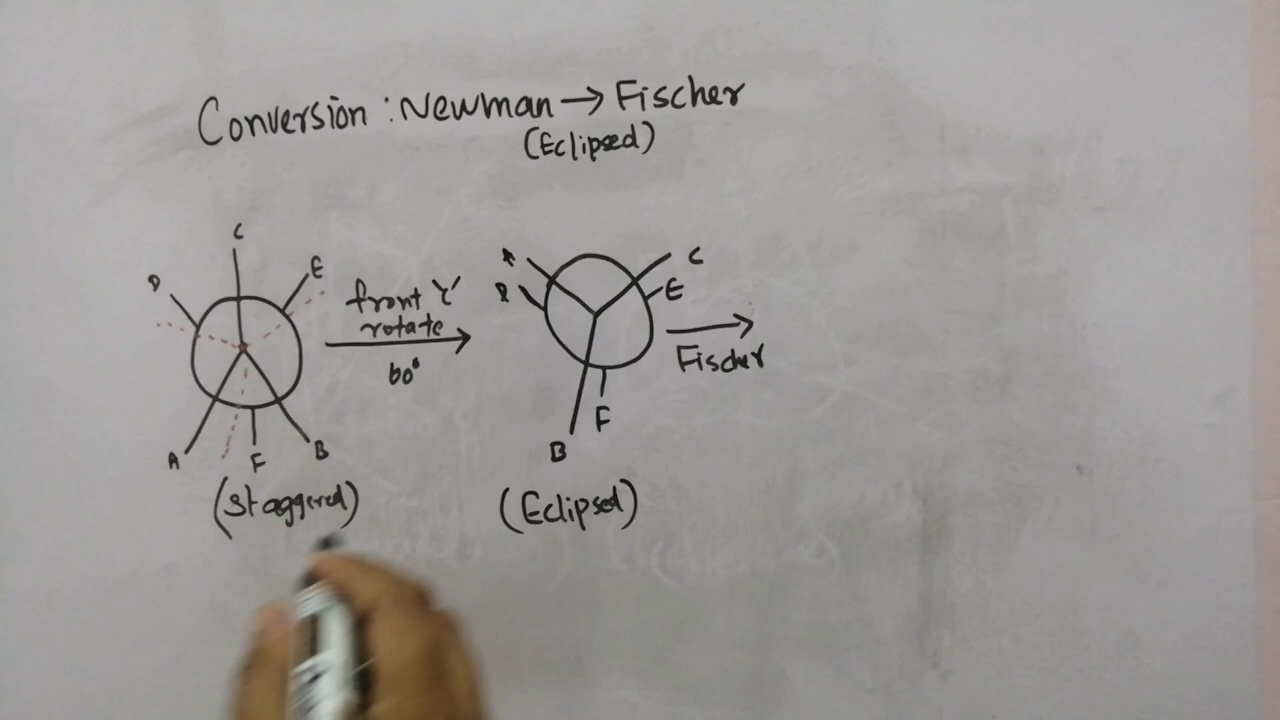 Conversion : Newman → Fischer
(Eclipsed)
C
D
E
A
F
B
(Staggered)
front 'C'
rotate
60°
A
C
D
E
F
B
(Eclipsed)
Fischer